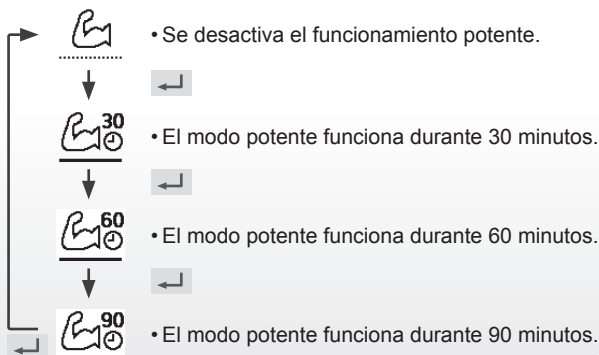 • Se desactiva el funcionamiento potente.
30
• El modo potente funciona durante 30 minutos.
60
• El modo potente funciona durante 60 minutos.
90
• El modo potente funciona durante 90 minutos.